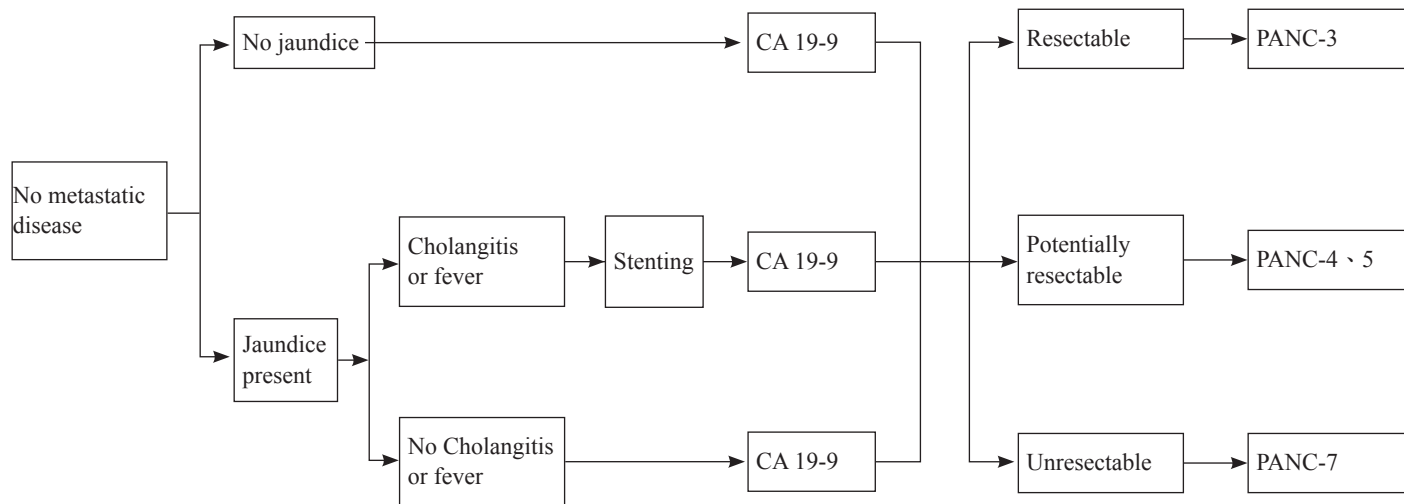 No jaundice
CA 19-9
Resectable
PANC-3
No metastatic
disease
Cholangitis
or fever
Stenting
CA 19-9
Potentially
resectable
PANC-4、5
Jaundice
present
No Cholangitis
or fever
CA 19-9
Unresectable
PANC-7